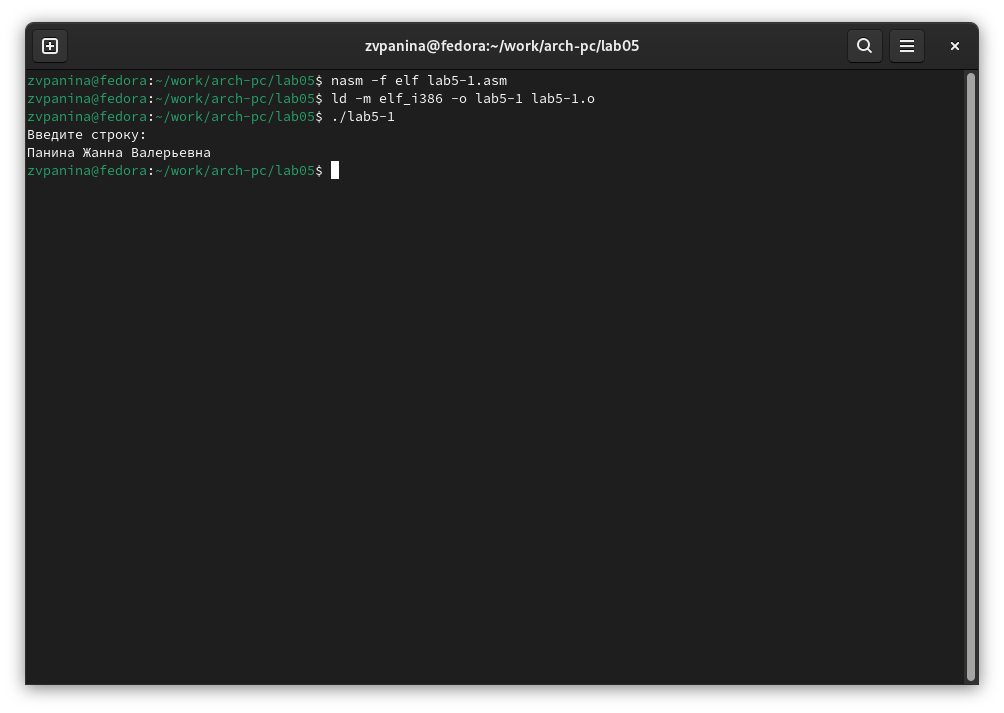 zvpanina@fedora:~/work/arch-pc/lab05
zvpanina@fedora:~/work/arch-pc/lab05$ nasm -f elf lab5-1.asm
zvpanina@fedora:~/work/arch-pc/lab05$ ld -m elf_i386 -o lab5-1 lab5-1.o
zvpanina@fedora:~/work/arch-pc/lab05$ ./lab5-1
Введите строку:
Панина Жанна Валерьевна
zvpanina@fedora:~/work/arch-pc/lab05$